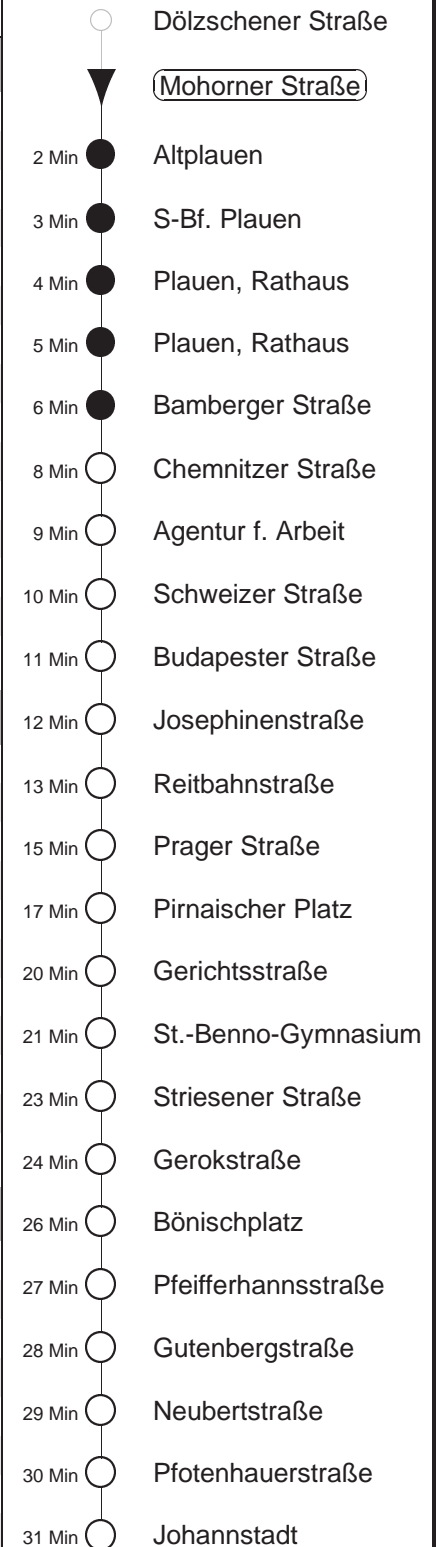 Dölzschener Straße
Mohorner Straße
2 Min Altplauen
3 Min S-Bf. Plauen
4 Min Plauen, Rathaus
5 Min Plauen, Rathaus
6 Min Bamberger Straße
8 Min Chemnitzer Straße
9 Min Agentur f. Arbeit
10 Min Schweizer Straße
11 Min Budapester Straße
12 Min Josephinenstraße
13 Min Reitbahnstraße
15 Min Prager Straße
17 Min Pirnaischer Platz
20 Min Gerichtsstraße
21 Min St.-Benno-Gymnasium
23 Min Striesener Straße
24 Min Gerokstraße
26 Min Bönischplatz
27 Min Pfeifferhannsstraße
28 Min Gutenbergstraße
29 Min Neubertstraße
30 Min Pfotenhauerstraße
31 Min Johannstadt